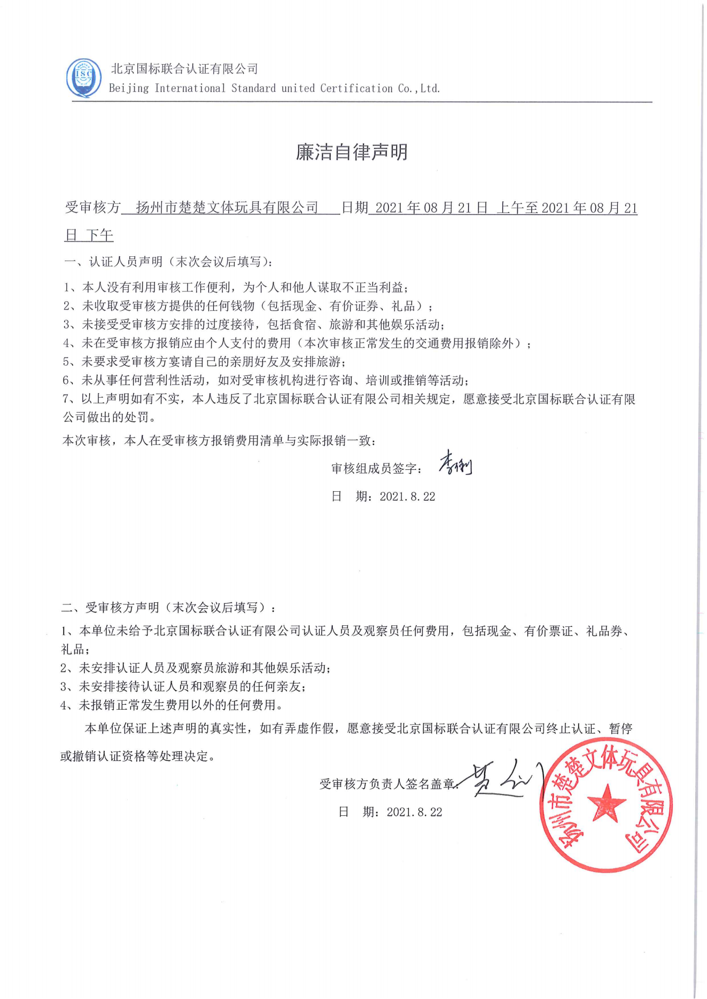 ISC
北京国标联合认证有限公司
Beijing International Standard united Certification Co.,Ltd.
廉洁自律声明
受审核方 扬州市楚楚文体玩具有限公司 日期 2021 年 08 月 21 日 上午至 2021 年 08 月 21
日 下午
一、认证人员声明（末次会议后填写）：
1、本人没有利用审核工作便利，为个人和他人谋取不正当利益；
2、未收取受审核方提供的任何钱物（包括现金、有价证券、礼品）；
3、未接受受审核方安排的过度接待，包括食宿、旅游和其他娱乐活动；
4、未在受审核方报销应由个人支付的费用（本次审核正常发生的交通费用报销除外）；
5、未要求受审核方宴请自己的亲朋好友及安排旅游；
6、未从事任何营利性活动，如对受审核机构进行咨询、培训或推销等活动；
7、以上声明如有不实，本人违反了北京国标联合认证有限公司相关规定，愿意接受北京国标联合认证有限
公司做出的处罚。
本次审核，本人在受审核方报销费用清单与实际报销一致：
审核组成员签字：
日 期：2021.8.22
二、受审核方声明（末次会议后填写）：
1、本单位未给予北京国标联合认证有限公司认证人员及观察员任何费用，包括现金、有价票证、礼品券、
礼品；
2、未安排认证人员及观察员旅游和其他娱乐活动；
3、未安排接待认证人员和观察员的任何亲友；
4、未报销正常发生费用以外的任何费用。
本单位保证上述声明的真实性，如有弄虚作假，愿意接受北京国标联合认证有限公司终止认证、暂停
或撤销认证资格等处理决定。
受审核方负责人签名盖章：
日 期：2021.8.22
扬州市楚楚文体玩具有限公司